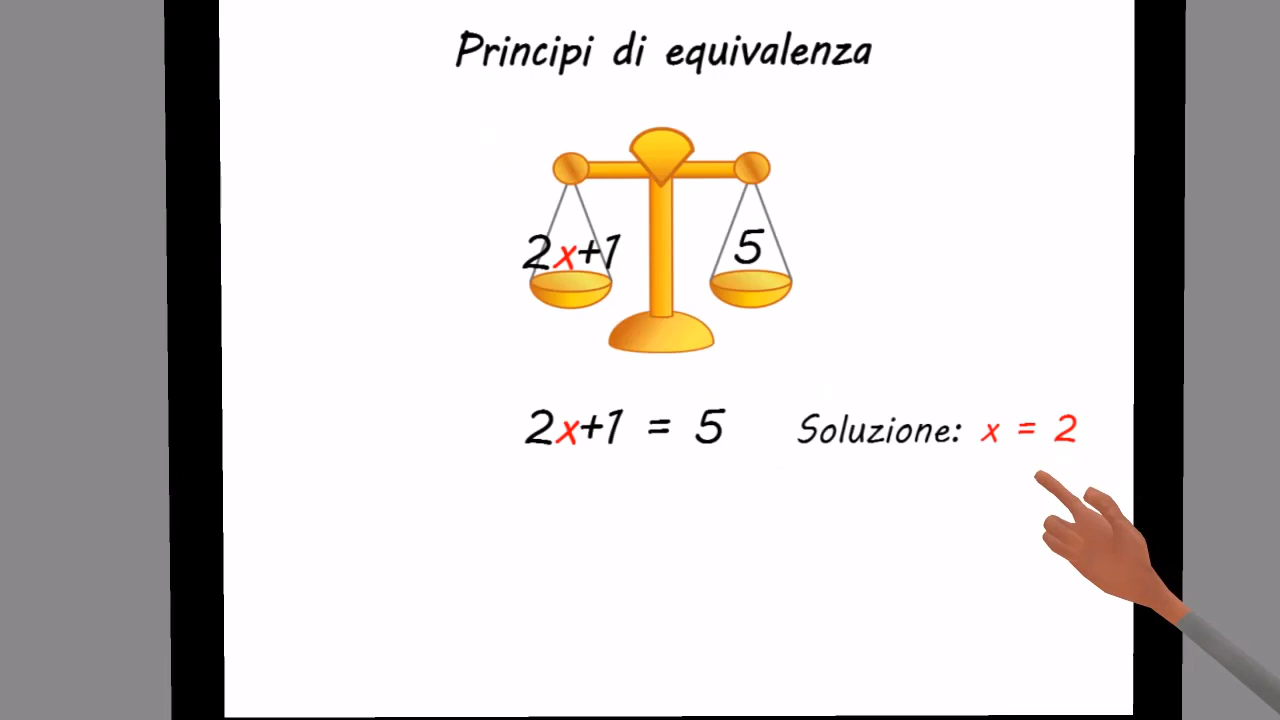 Principi di equivalenza
2x+1
5
2x+1 = 5
Soluzione: x = 2